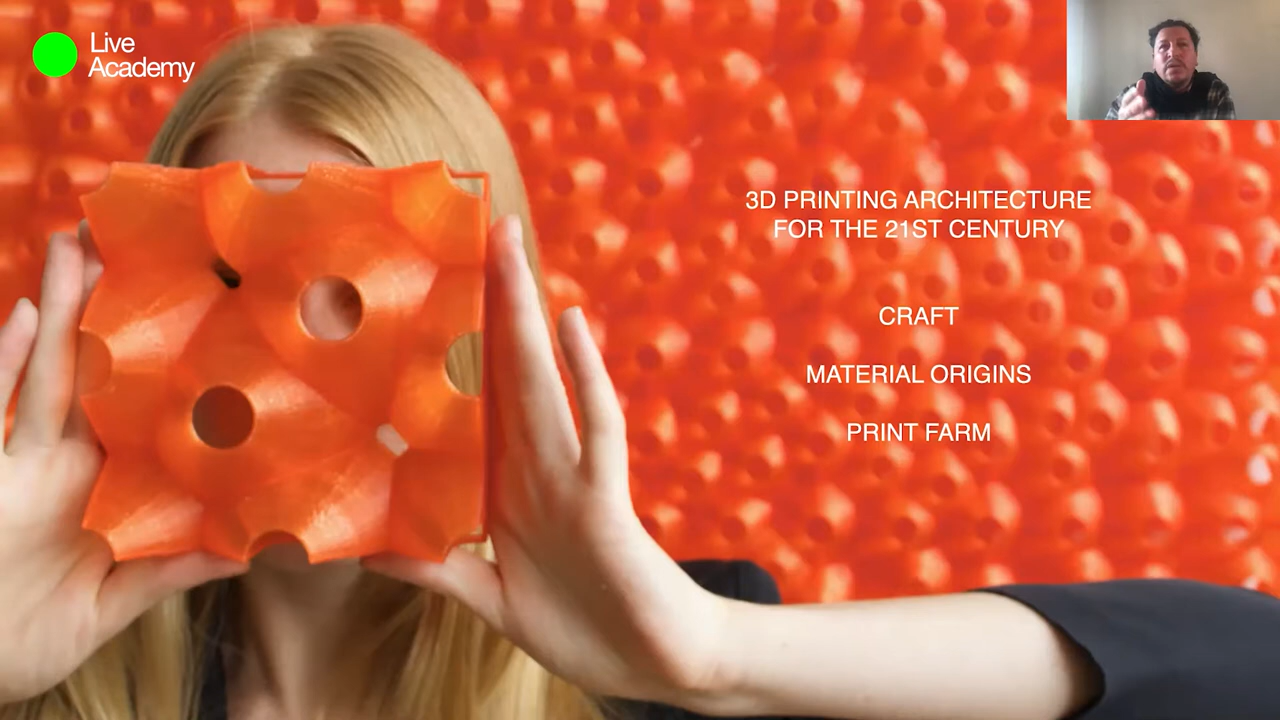 Live
Academy
3D PRINTING ARCHITECTURE
FOR THE 21ST CENTURY
CRAFT
MATERIAL ORIGINS
PRINT FARM